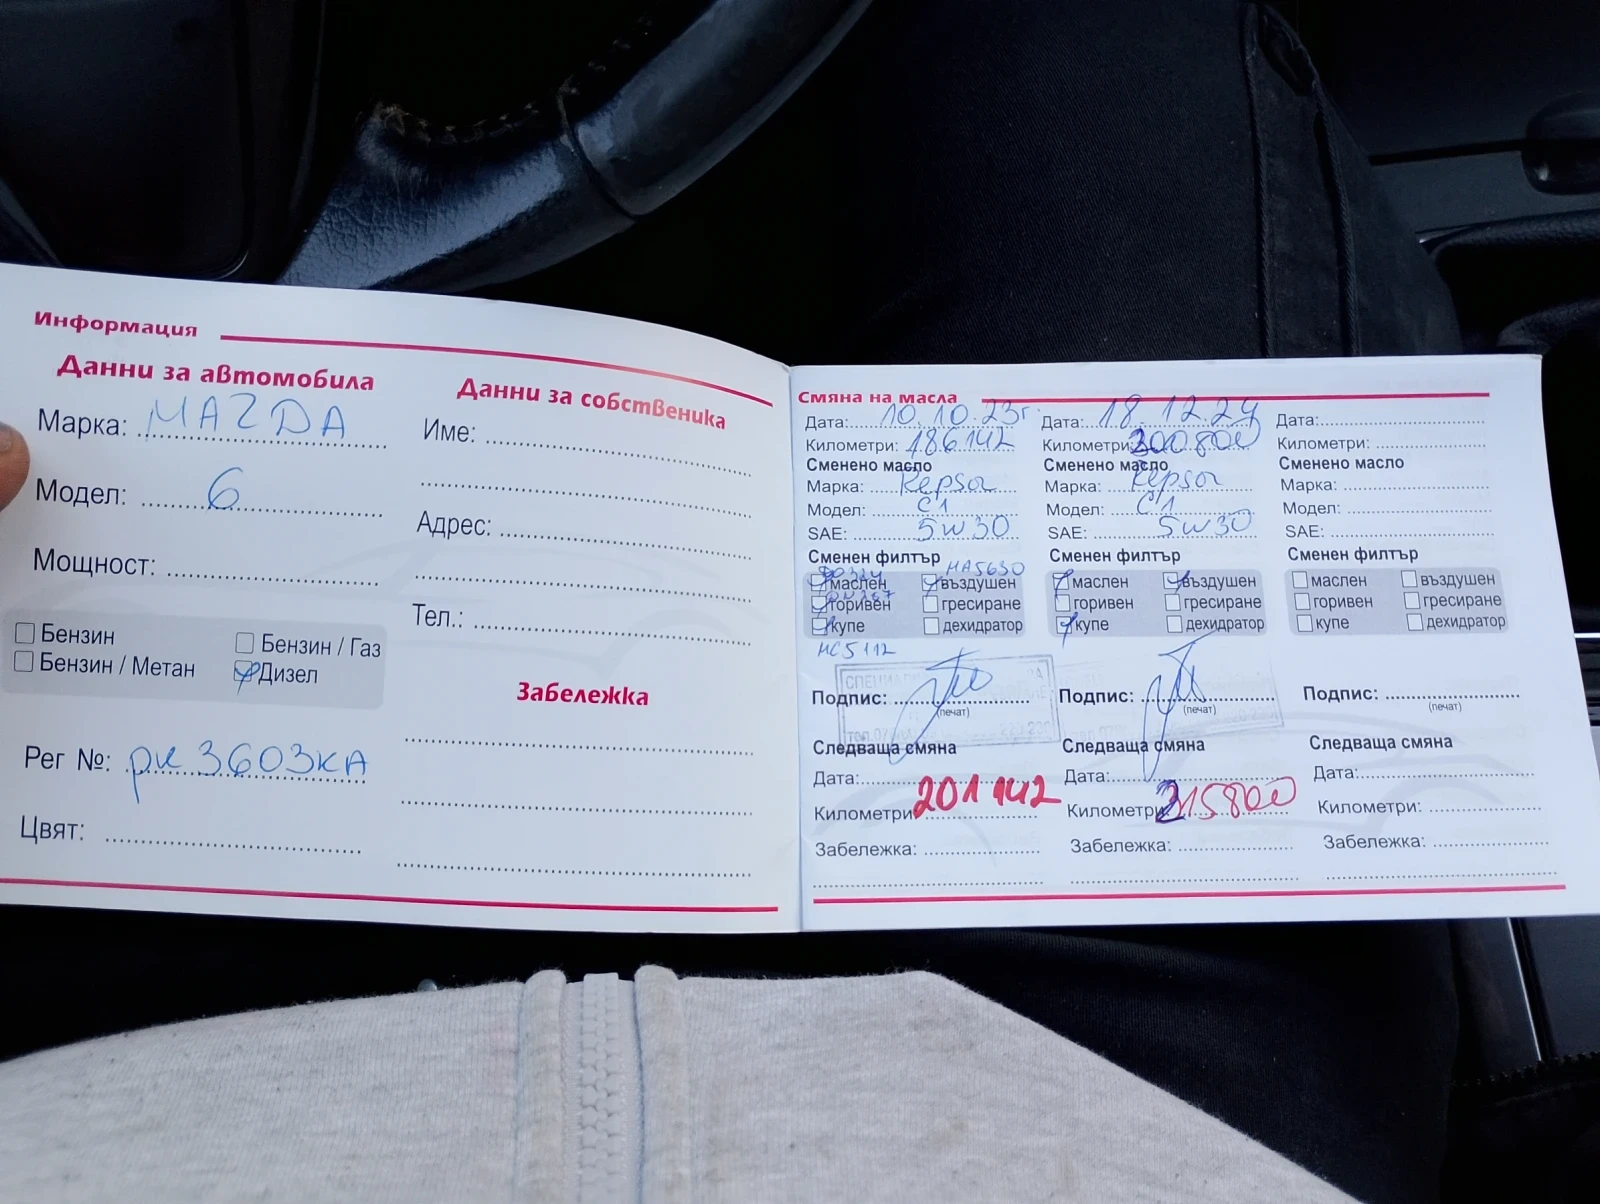 Информация
Данни за автомобила
Марка: MAZDA
Модел: 6
Мощност:
Бензин
Бензин / Газ
Бензин / Метан
Дизел
Рег №: рк 3603КА
Цвят:
Данни за собственика
Име:
Адрес:
Тел.:
Забележка
Смяна на масла
Дата: 10.10.23г.
Километри: 186142
Сменено масло
Марка: Repsol
Модел: C1
SAE: 5W30
Сменен филтър
MA5630
маслен
въздушен
горивен
гресиране
купе
дехидратор
MC5112
Подпис:
(печат)
Следваща смяна
Дата:
Километри: 201142
Забележка:
Дата: 18.12.24
Километри: 200800
Сменено масло
Марка: Repsol
Модел: C1
SAE: 5W30
Сменен филтър
маслен
въздушен
горивен
гресиране
купе
дехидратор
Подпис:
(печат)
Следваща смяна
Дата:
Километри 215800
Забележка:
Дата:
Километри:
Сменено масло
Марка:
Модел:
SAE:
Сменен филтър
маслен
въздушен
горивен
гресиране
купе
дехидратор
Подпис:
(печат)
Следваща смяна
Дата:
Километри:
Забележка: